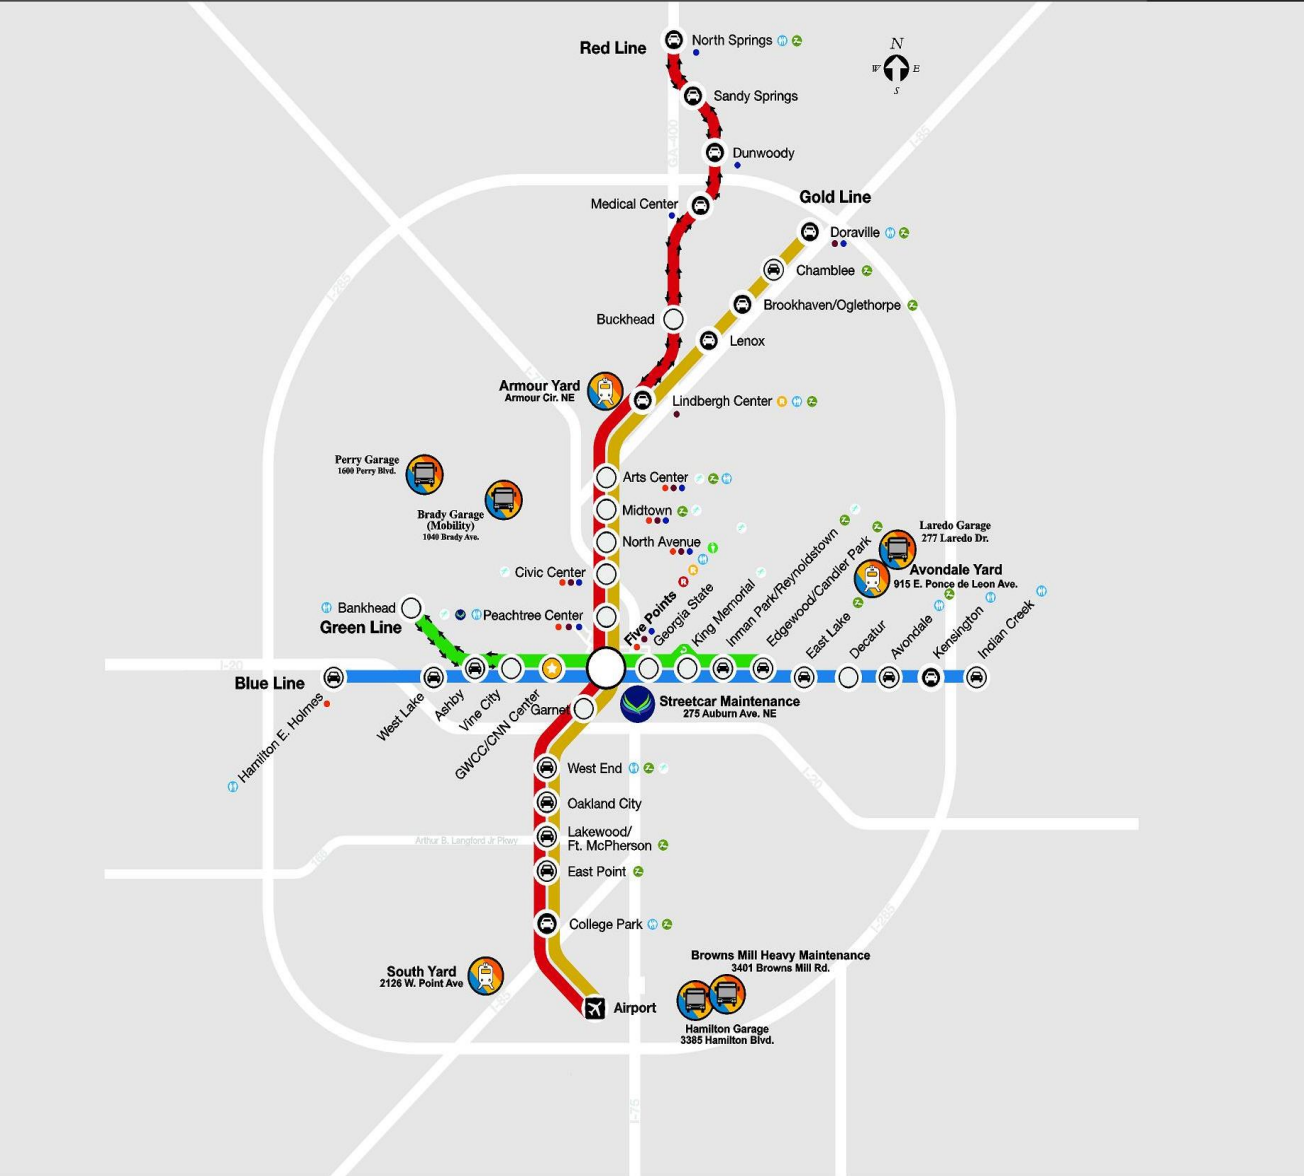 North Springs
Red Line
N
W
E
S
Sandy Springs
GA-400
I-85
Dunwoody
Gold Line
Medical Center
Doraville
Chamblee
I-285
Brookhaven/Oglethorpe
Buckhead
Lenox
Armour Yard
Armour Cir. NE
Lindbergh Center
Perry Garage
1600 Perry Blvd.
Arts Center
Brady Garage
(Mobility)
1040 Brady Ave.
Midtown
Laredo Garage
277 Laredo Dr.
North Avenue
Civic Center
Avondale Yard
915 E. Ponce de Leon Ave.
Bankhead
Peachtree Center
Green Line
Five Points
Georgia State
King Memorial
Inman Park/Reynoldstown
Edgewood/Candler Park
East Lake
Decatur
Avondale
Kensington
Indian Creek
I-20
Blue Line
Hamilton E. Holmes
West Lake
Ashby
Vine City
GWCC/CNN Center
Garnet
Streetcar Maintenance
275 Auburn Ave. NE
West End
I-20
Oakland City
Lakewood/
Ft. McPherson
Arthur B. Langford Jr Pkwy
166
East Point
College Park
I-285
Browns Mill Heavy Maintenance
3401 Browns Mill Rd.
South Yard
2126 W. Point Ave
I-85
Airport
Hamilton Garage
3385 Hamilton Blvd.
I-75